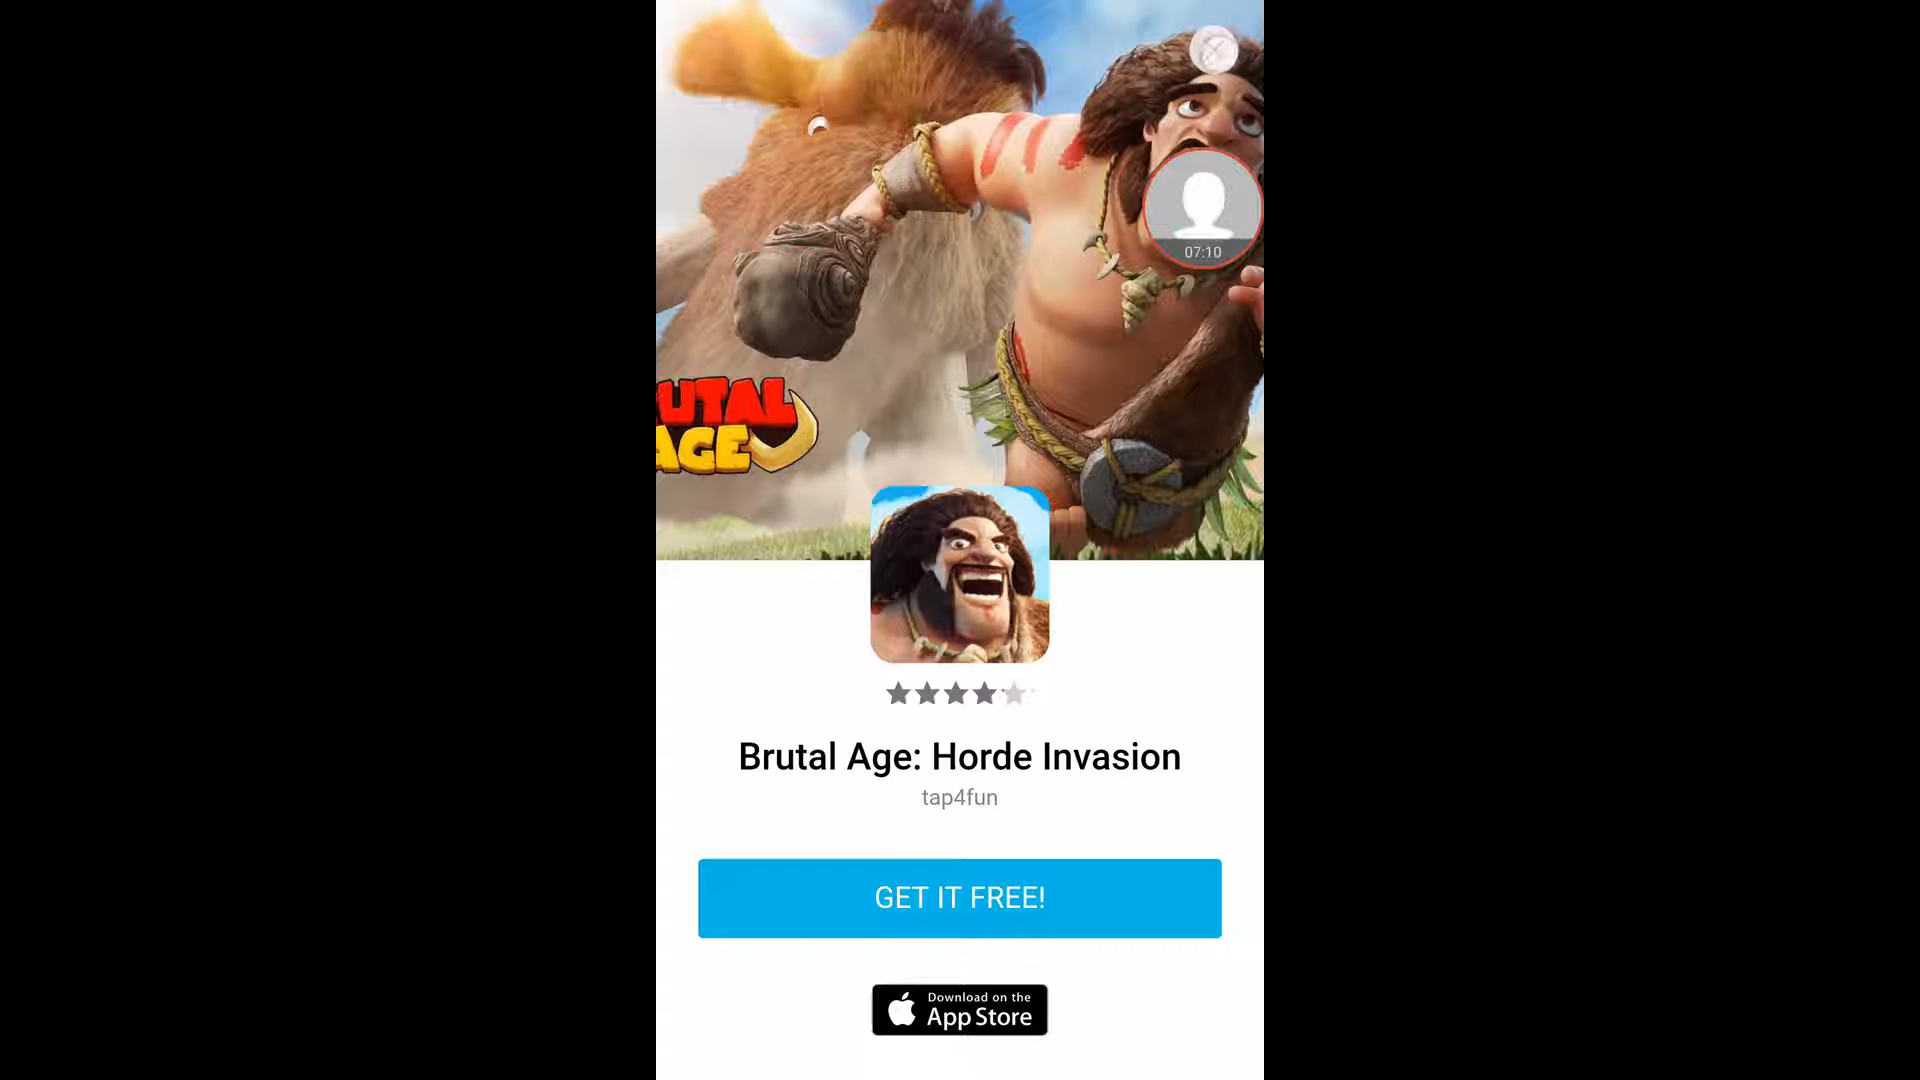 07:10
UTAL
AGE
Brutal Age: Horde Invasion
tap4fun
GET IT FREE!
Download on the
App Store